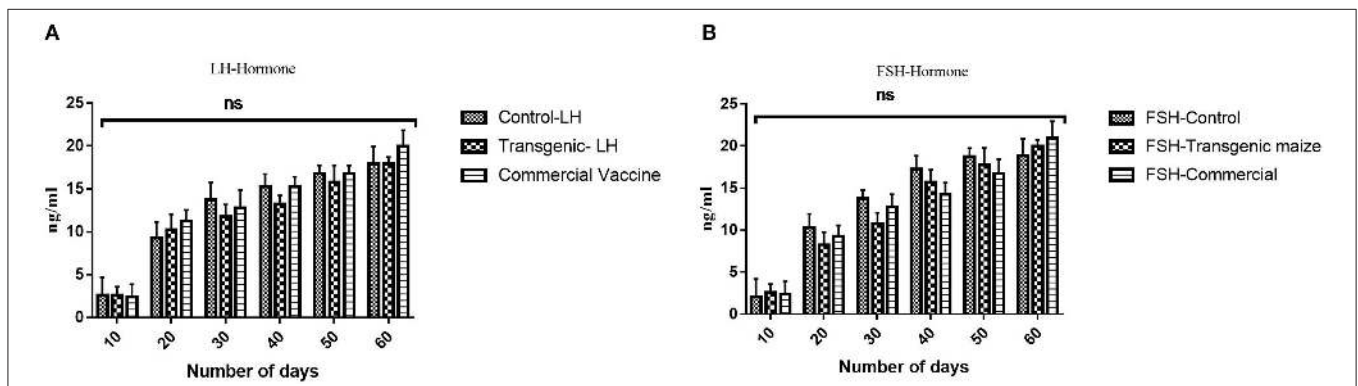 A
LH-Hormone
ns
25
20
15
10
5
0
ng/ml
10 20 30 40 50 60
Number of days
Control-LH
Transgenic- LH
Commercial Vaccine
B
FSH-Hormone
ns
25
20
15
10
5
0
ng/ml
10 20 30 40 50 60
Number of days
FSH-Control
FSH-Transgenic maize
FSH-Commercial